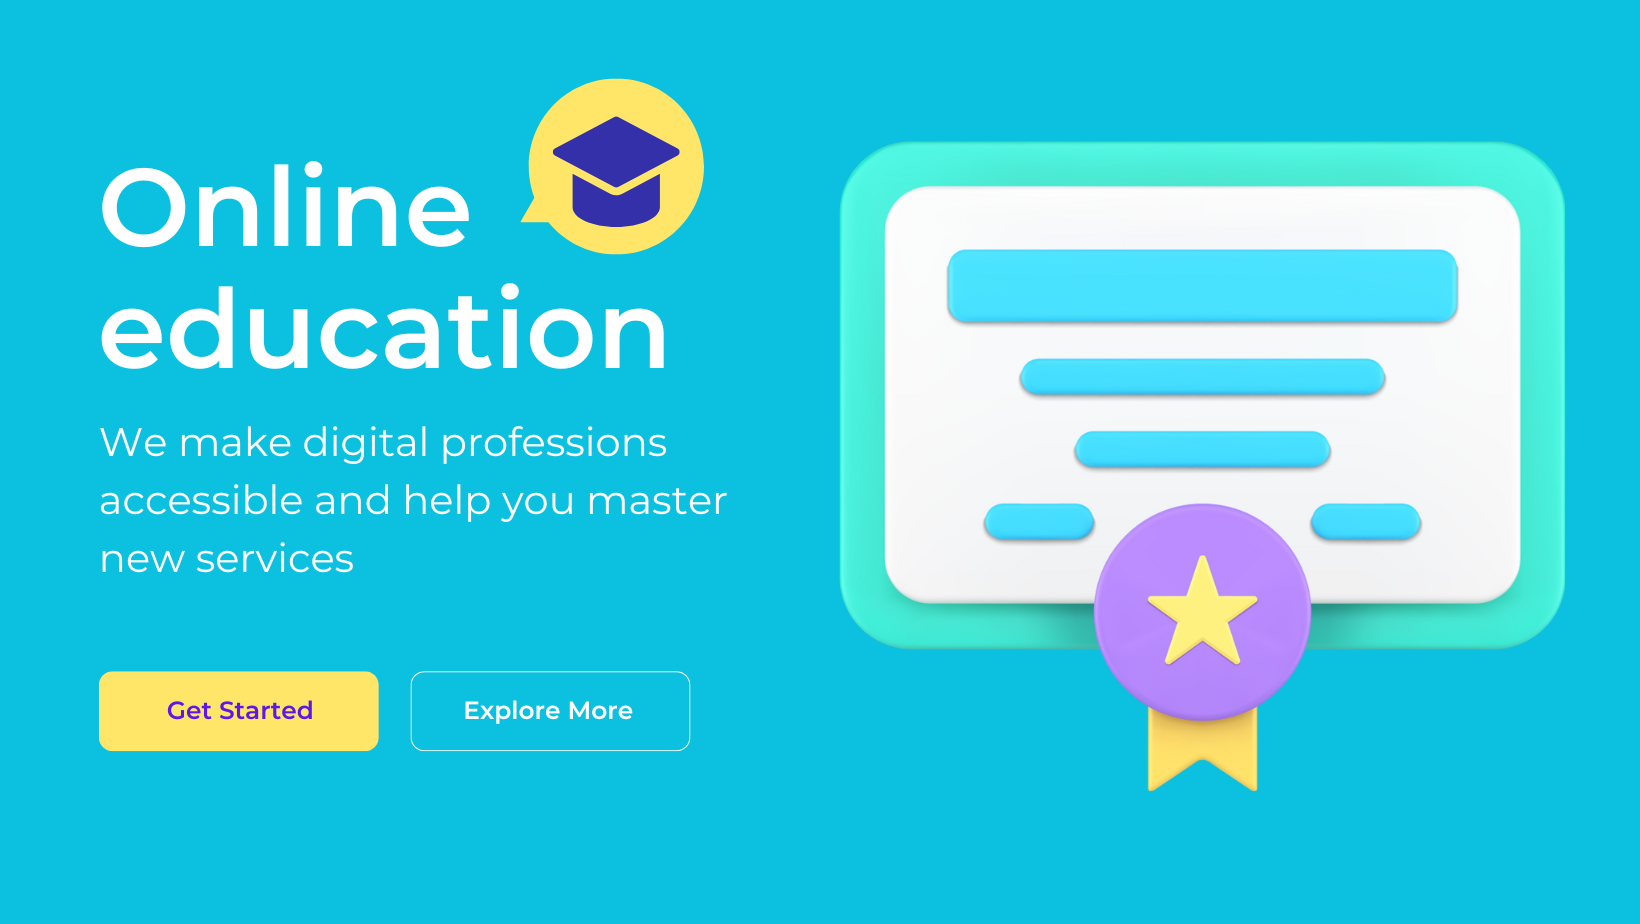 Online
education
We make digital professions
accessible and help you master
new services
Get Started
Explore More